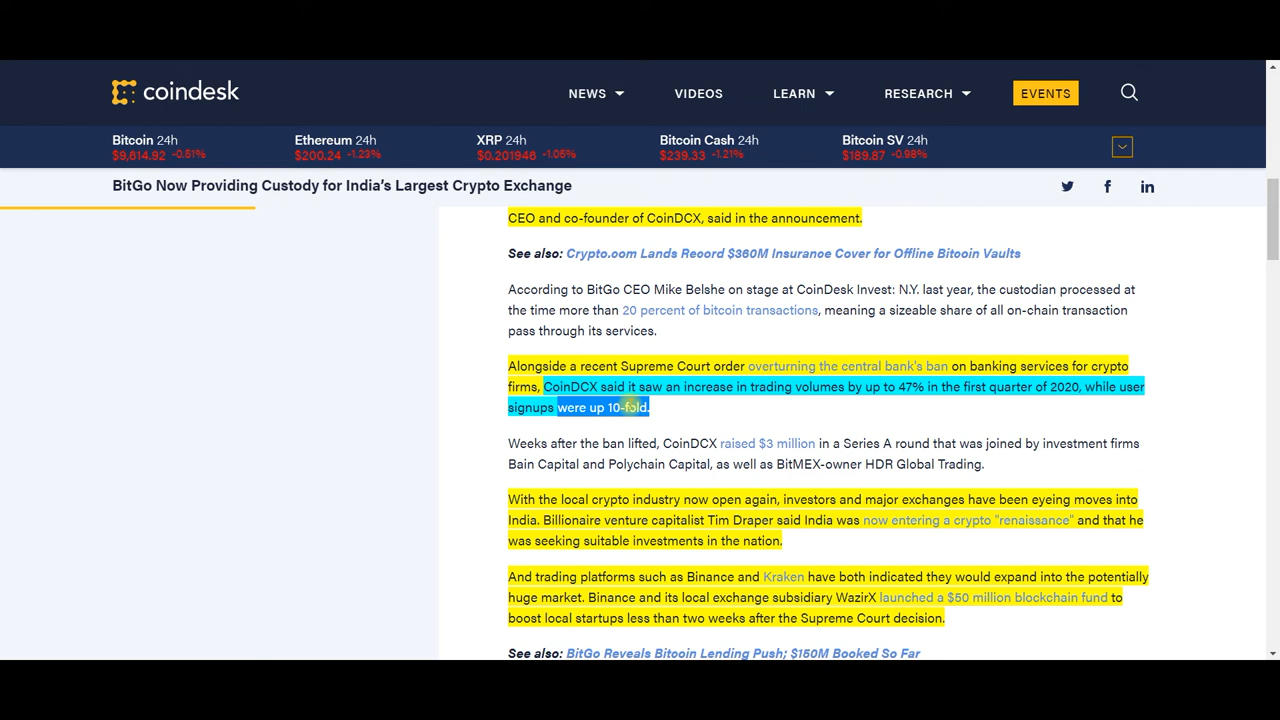 coindesk
NEWS
VIDEOS
LEARN
RESEARCH
EVENTS
Bitcoin 24h
$9,614.92 -0.51%
Ethereum 24h
$200.24 -1.23%
XRP 24h
$0.201948 -1.05%
Bitcoin Cash 24h
$239.33 -1.21%
Bitcoin SV 24h
$189.87 -0.98%
BitGo Now Providing Custody for India's Largest Crypto Exchange
CEO and co-founder of CoinDCX, said in the announcement.
See also: Crypto.com Lands Record $360M Insurance Cover for Offline Bitcoin Vaults
According to BitGo CEO Mike Belshe on stage at CoinDesk Invest: N.Y. last year, the custodian processed at
the time more than 20 percent of bitcoin transactions, meaning a sizeable share of all on-chain transaction
pass through its services.
Alongside a recent Supreme Court order overturning the central bank's ban on banking services for crypto
firms, CoinDCX said it saw an increase in trading volumes by up to 47% in the first quarter of 2020, while user
signups were up 10-fold.
Weeks after the ban lifted, CoinDCX raised $3 million in a Series A round that was joined by investment firms
Bain Capital and Polychain Capital, as well as BitMEX-owner HDR Global Trading.
With the local crypto industry now open again, investors and major exchanges have been eyeing moves into
India. Billionaire venture capitalist Tim Draper said India was now entering a crypto "renaissance" and that he
was seeking suitable investments in the nation.
And trading platforms such as Binance and Kraken have both indicated they would expand into the potentially
huge market. Binance and its local exchange subsidiary WazirX launched a $50 million blockchain fund to
boost local startups less than two weeks after the Supreme Court decision.
See also: BitGo Reveals Bitcoin Lending Push; $150M Booked So Far